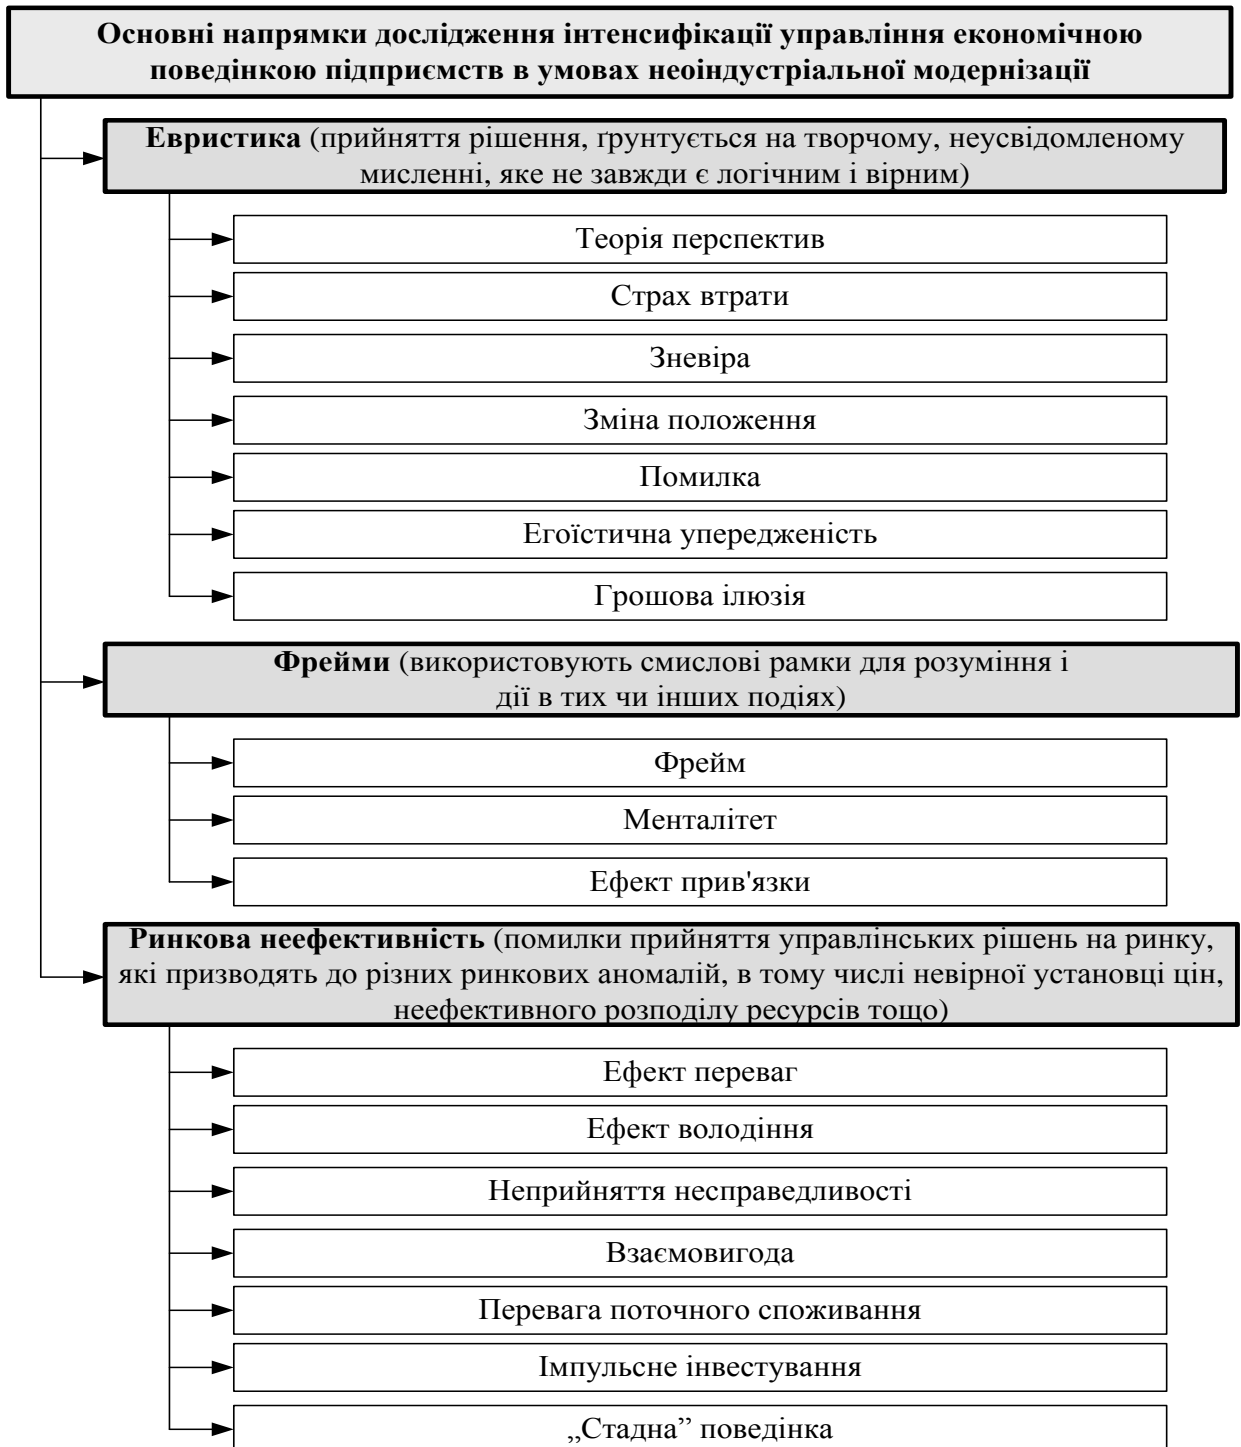 Основні напрямки дослідження інтенсифікації управління економічною
поведінкою підприємств в умовах неоіндустріальної модернізації
Евристика (прийняття рішення, ґрунтується на творчому, неусвідомленому
мисленні, яке не завжди є логічним і вірним)
Теорія перспектив
Страх втрати
Зневіра
Зміна положення
Помилка
Егоїстична упередженість
Грошова ілюзія
Фрейми (використовують смислові рамки для розуміння і
дії в тих чи інших подіях)
Фрейм
Менталітет
Ефект прив'язки
Ринкова неефективність (помилки прийняття управлінських рішень на ринку,
які призводять до різних ринкових аномалій, в тому числі невірної установці цін,
неефективного розподілу ресурсів тощо)
Ефект переваг
Ефект володіння
Неприйняття несправедливості
Взаємовигода
Перевага поточного споживання
Імпульсне інвестування
„Стадна” поведінка